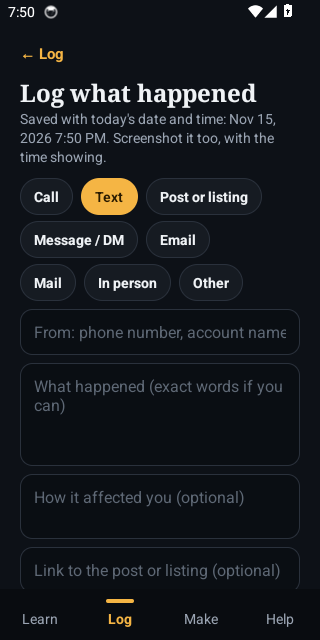 7:50
← Log
Log what happened
Saved with today's date and time: Nov 15,
2026 7:50 PM. Screenshot it too, with the
time showing.
Call
Text
Post or listing
Message / DM
Email
Mail
In person
Other
From: phone number, account name
What happened (exact words if you
can)
How it affected you (optional)
Link to the post or listing (optional)
Learn
Log
Make
Help